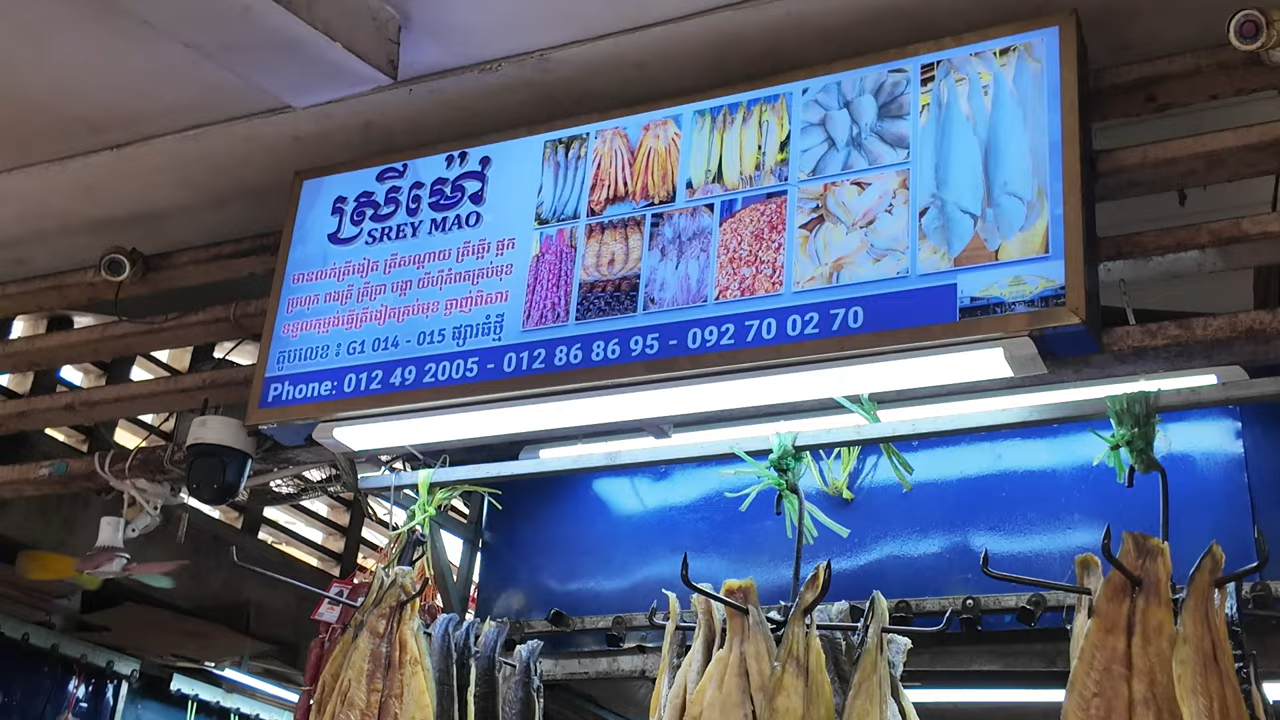 ស្រីម៉ៅ
SREY MAO
មានលក់ត្រីងៀត ត្រីសណ្តាយ ត្រីឆ្អើរ ផ្អក
ប្រហុក ពងត្រី ត្រីប្រា បង្គា យីហ៊ឺកំពតគ្រប់មុខ
ទទួលកុម្មង់ធ្វើត្រីងៀតគ្រប់មុខ ឆ្ងាញ់ពិសារ
តូបលេខ ៖ G1 014 - 015 ផ្សារធំថ្មី
Phone: 012 49 2005 - 012 86 86 95 - 092 70 02 70